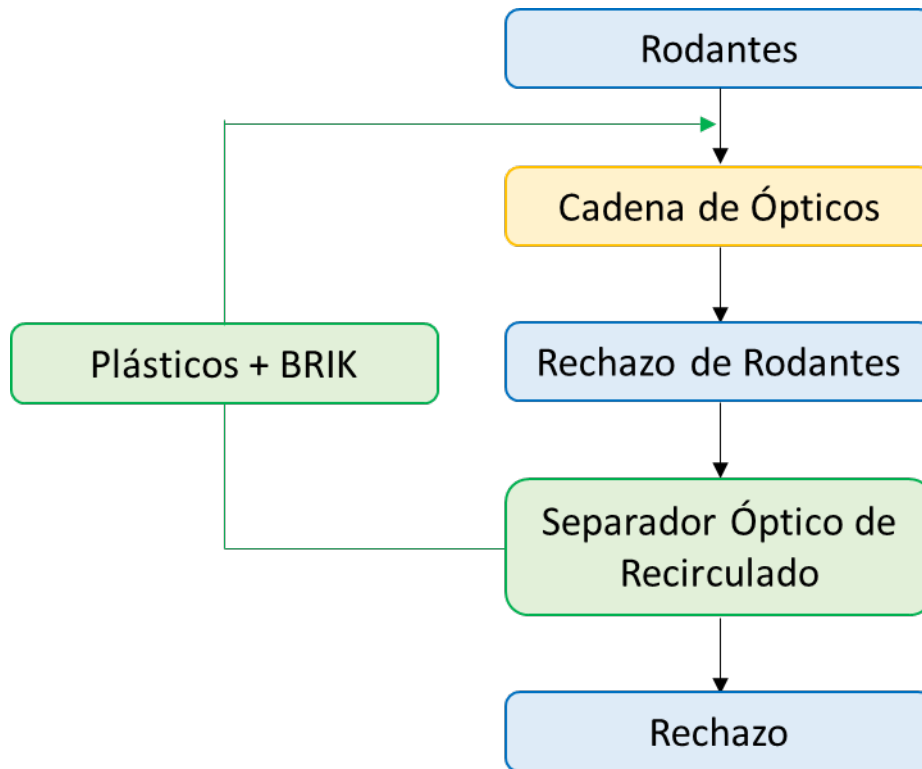 Rodantes
Cadena de Ópticos
Plásticos + BRIK
Rechazo de Rodantes
Separador Óptico de
Recirculado
Rechazo